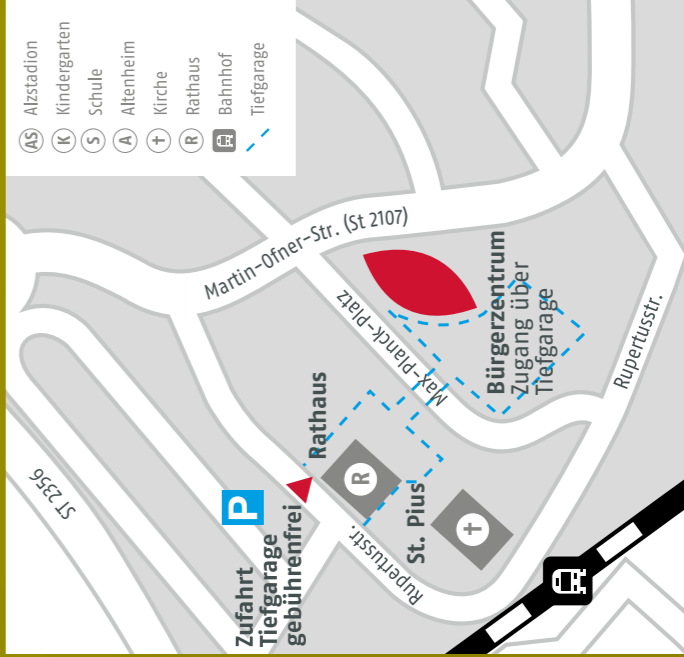 AS Alzstadion
K Kindergarten
S Schule
A Altenheim
Kirche
R Rathaus
Bahnhof
Tiefgarage
ST 2356
Martin-Ofner-Str. (St 2107)
Max-Planck-Platz
P
Zufahrt
Tiefgarage
gebührenfrei
Rathaus
R
Rupertusstr.
St. Pius
Bürgerzentrum
Zugang über
Tiefgarage
Rupertusstr.